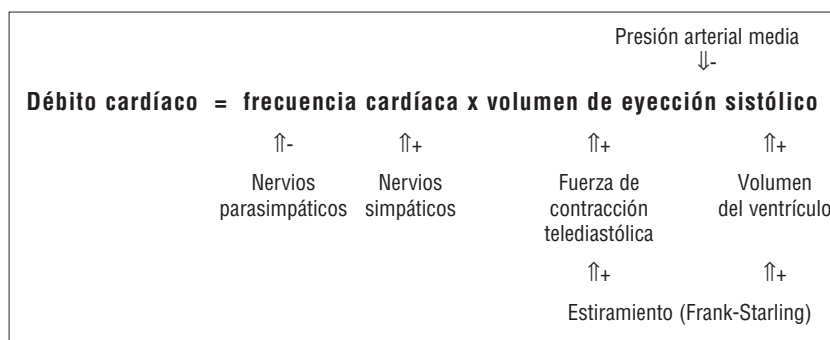 Presión arterial media
⇓-
Débito cardíaco = frecuencia cardíaca x volumen de eyección sistólico
⇑- ⇑+ ⇑+ ⇑+
Nervios Nervios Fuerza de Volumen
parasimpáticos simpáticos contracción del ventrículo
telediastólica
⇑+ ⇑+
Estiramiento (Frank-Starling)